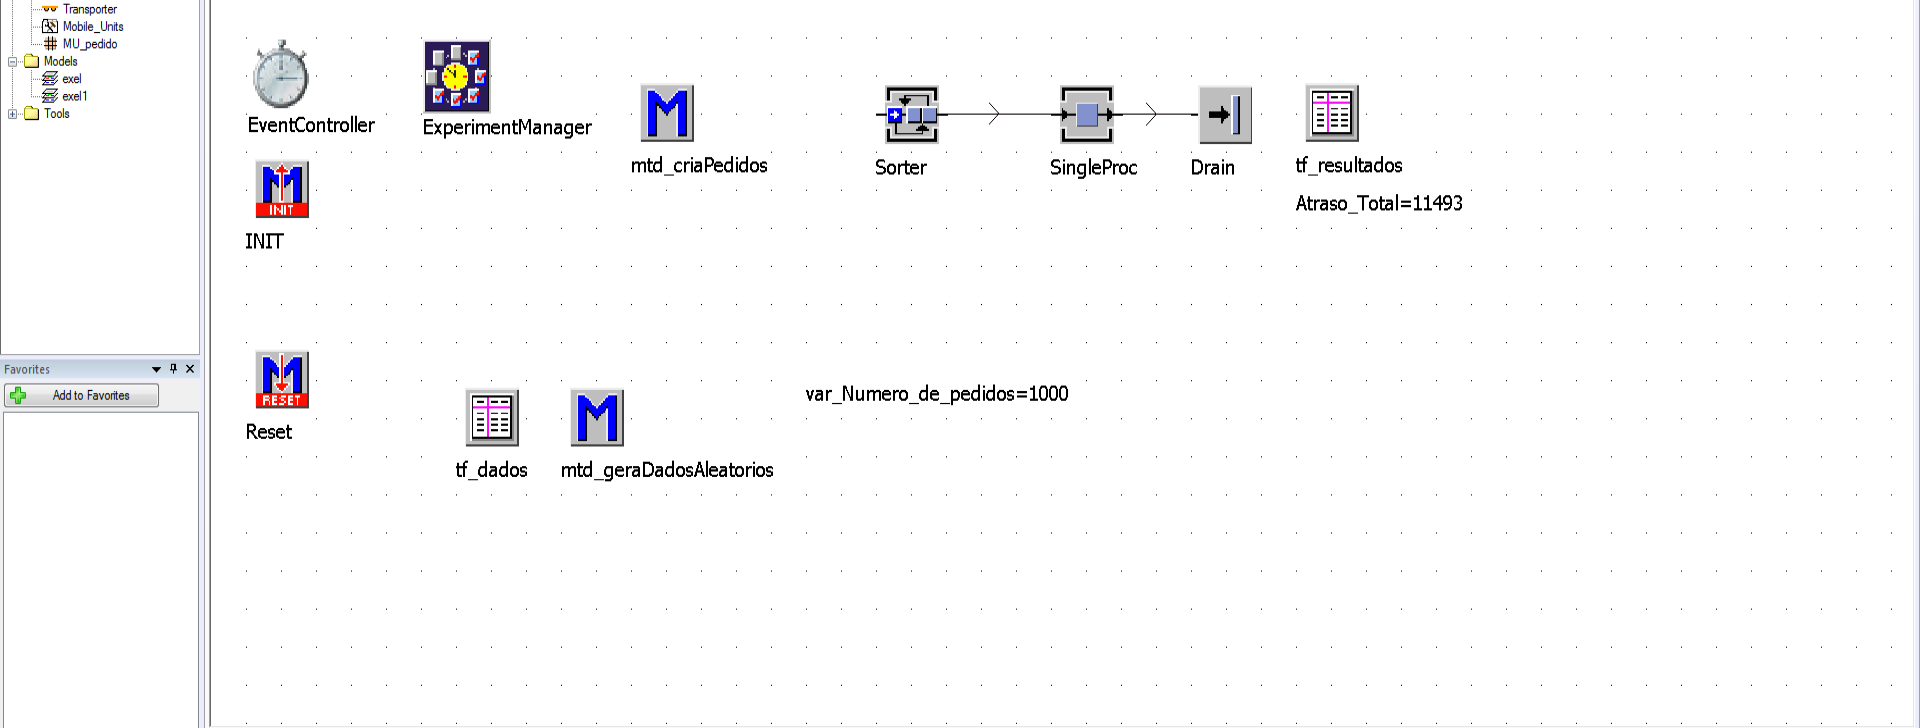 Transporter
Mobile_Units
MU_pedido
Models
exel
exel1
Tools
Favorites
Add to Favorites
EventController
ExperimentManager
mtd_criaPedidos
Sorter
SingleProc
Drain
tf_resultados
Atraso_Total=11493
INIT
INIT
RESET
Reset
tf_dados
mtd_geraDadosAleatorios
var_Numero_de_pedidos=1000